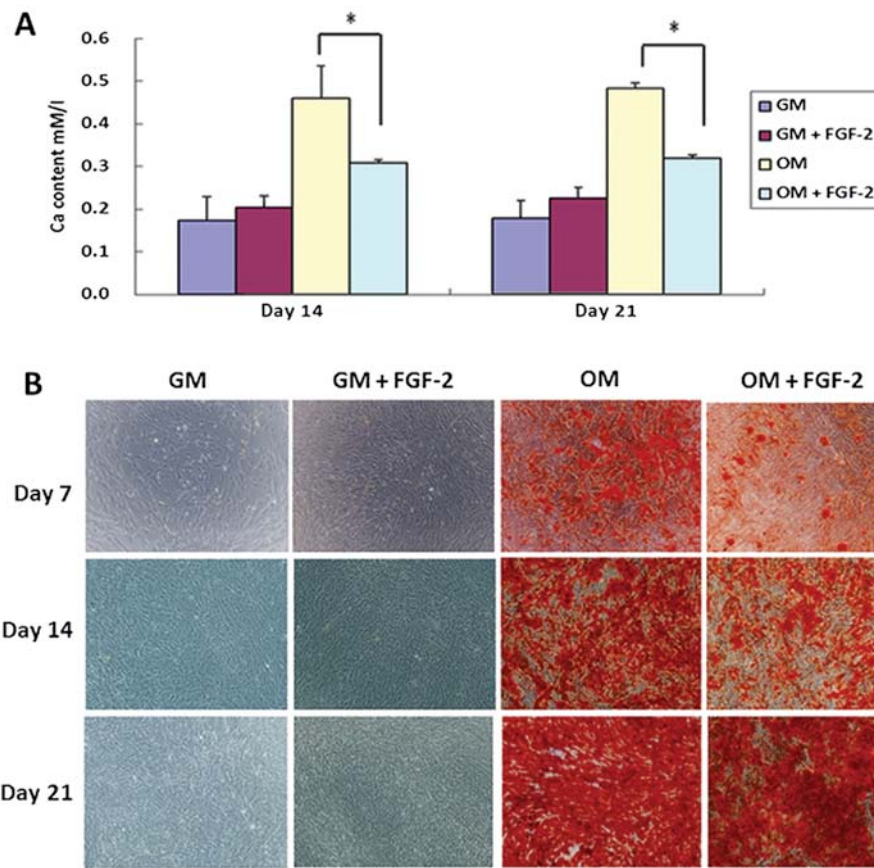 A
*
*
0.6
0.5
0.4
0.3
0.2
0.1
0.0
Ca content mM/l
Day 14
Day 21
GM
GM + FGF-2
OM
OM + FGF-2
B
GM
GM + FGF-2
OM
OM + FGF-2
Day 7
Day 14
Day 21